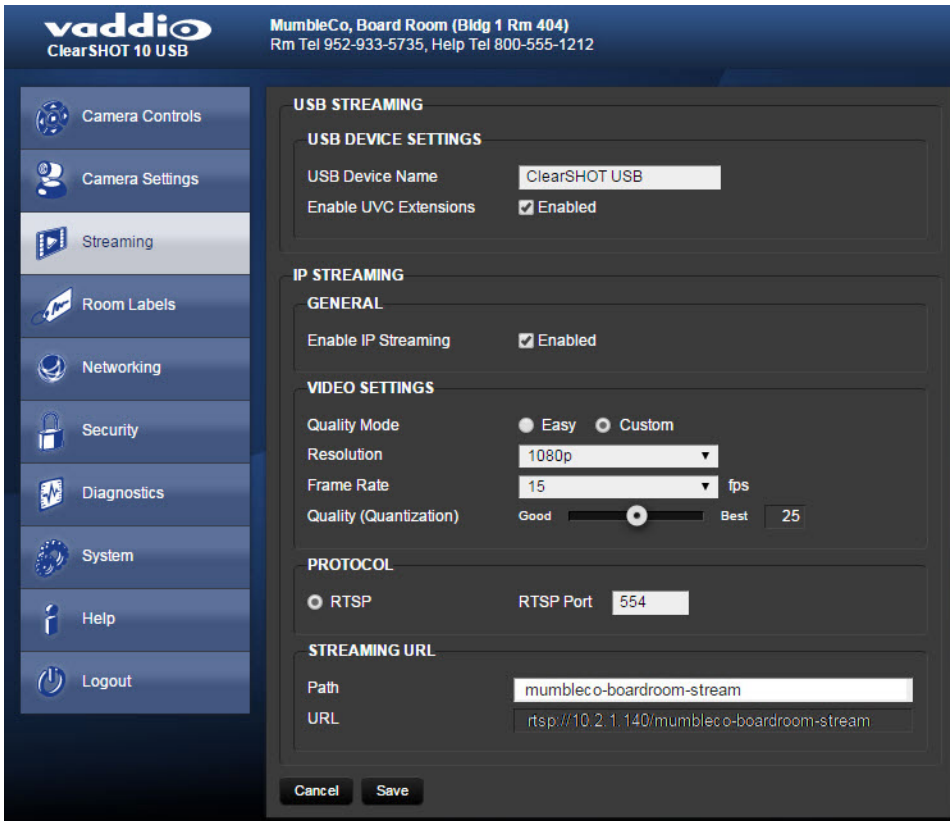 vaddio
ClearSHOT 10 USB
MumbleCo, Board Room (Bldg 1 Rm 404)
Rm Tel 952-933-5735, Help Tel 800-555-1212
Camera Controls
Camera Settings
Streaming
Room Labels
Networking
Security
Diagnostics
System
Help
Logout
USB STREAMING
USB DEVICE SETTINGS
USB Device Name ClearSHOT USB
Enable UVC Extensions Enabled
IP STREAMING
GENERAL
Enable IP Streaming Enabled
VIDEO SETTINGS
Quality Mode Easy Custom
Resolution 1080p
Frame Rate 15 fps
Quality (Quantization) Good Best 25
PROTOCOL
RTSP RTSP Port 554
STREAMING URL
Path mumbleco-boardroom-stream
URL rtsp://10.2.1.140/mumbleco-boardroom-stream
Cancel Save